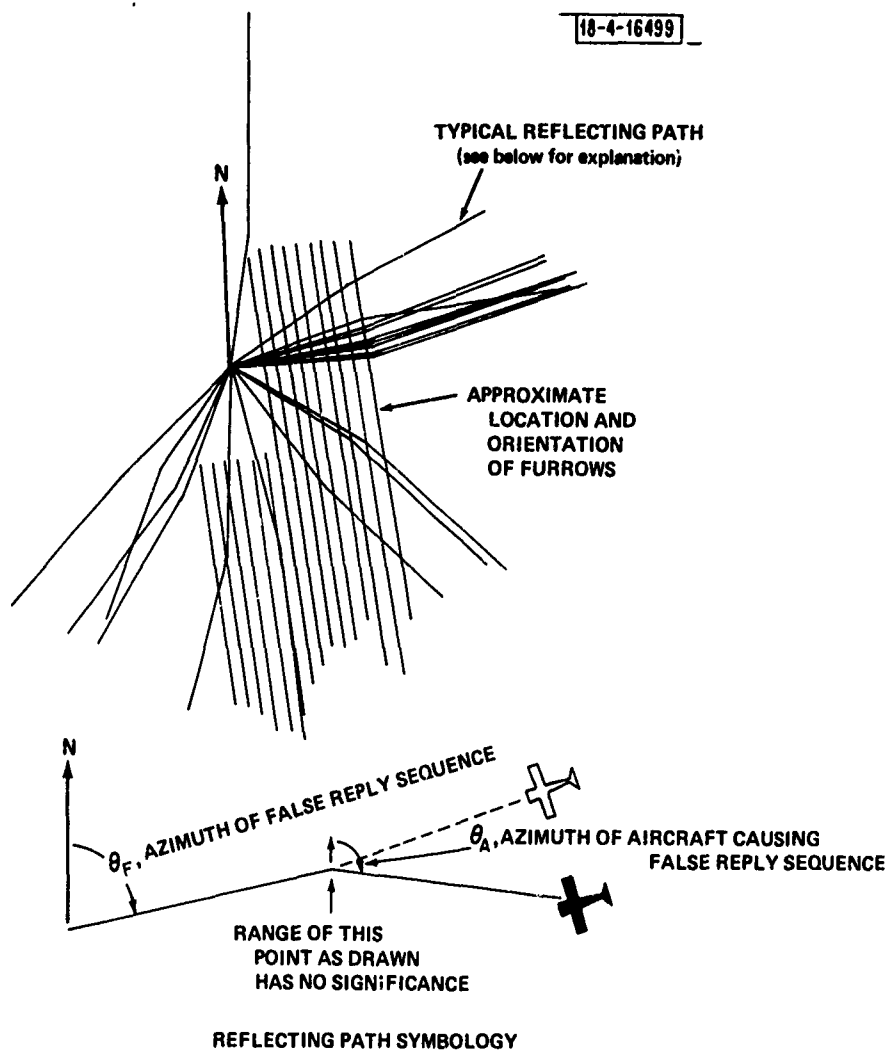 18-4-16499
TYPICAL REFLECTING PATH
(see below for explanation)
N
APPROXIMATE
LOCATION AND
ORIENTATION
OF FURROWS
N
θF, AZIMUTH OF FALSE REPLY SEQUENCE
θA, AZIMUTH OF AIRCRAFT CAUSING
FALSE REPLY SEQUENCE
RANGE OF THIS
POINT AS DRAWN
HAS NO SIGNIFICANCE
REFLECTING PATH SYMBOLOGY